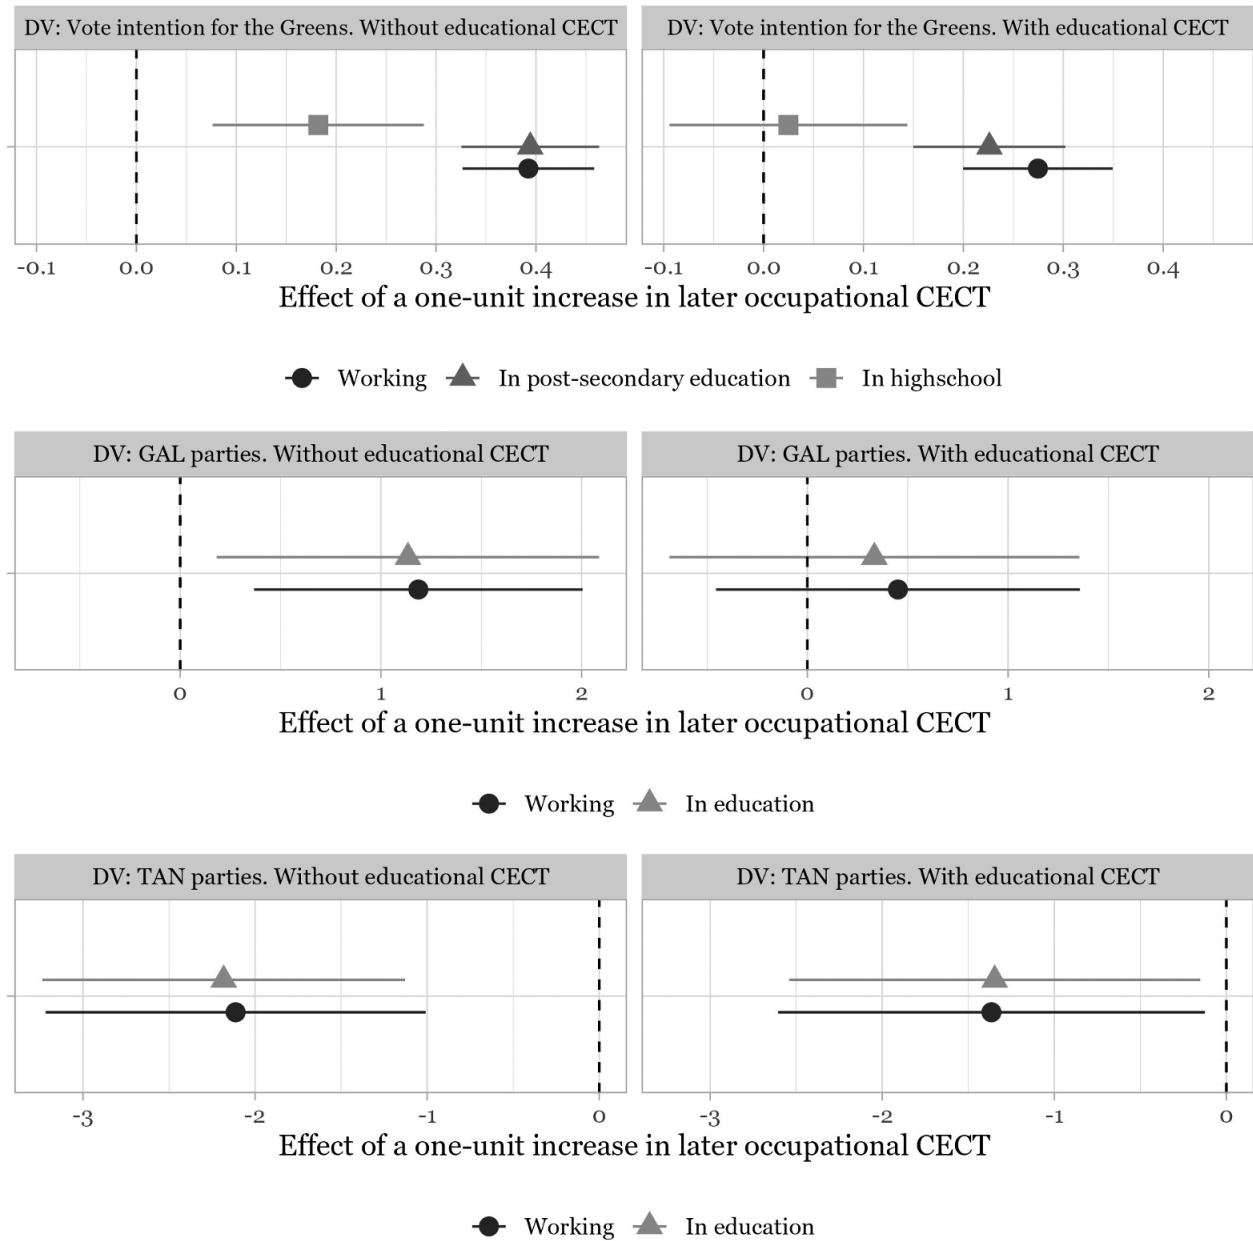 DV: Vote intention for the Greens. Without educational CECT
DV: Vote intention for the Greens. With educational CECT
-0.1 0.0 0.1 0.2 0.3 0.4
-0.1 0.0 0.1 0.2 0.3 0.4
Effect of a one-unit increase in later occupational CECT
Working In post-secondary education In highschool
DV: GAL parties. Without educational CECT
DV: GAL parties. With educational CECT
0 1 2
0 1 2
Effect of a one-unit increase in later occupational CECT
Working In education
DV: TAN parties. Without educational CECT
DV: TAN parties. With educational CECT
-3 -2 -1 0
-3 -2 -1 0
Effect of a one-unit increase in later occupational CECT
Working In education